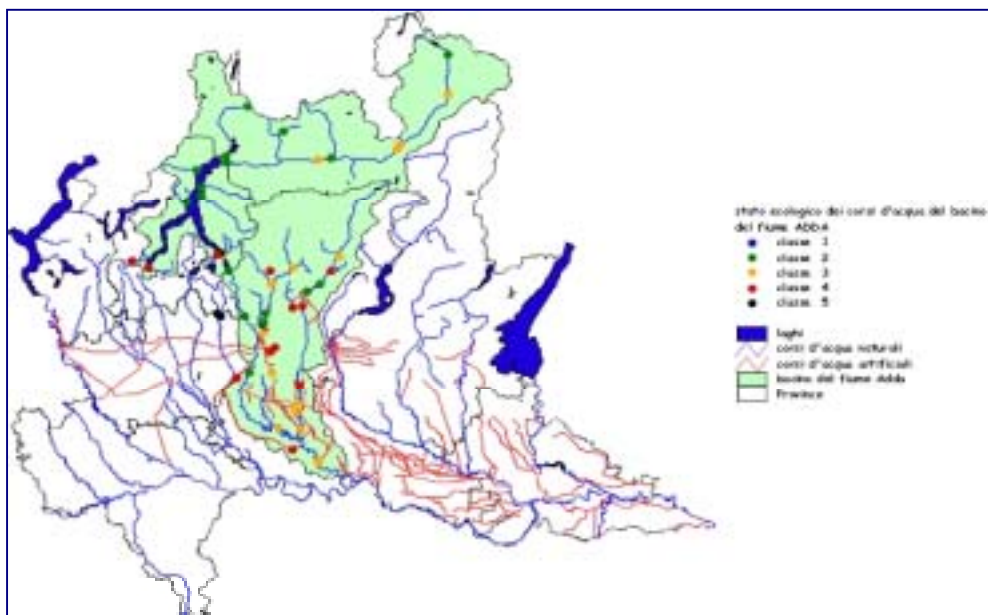 stato ecologico dei corsi d'acqua del bacino
del fiume ADDA
classe 1
classe 2
classe 3
classe 4
classe 5
laghi
corsi d'acqua naturali
corsi d'acqua artificiali
bacino del fiume Adda
Province